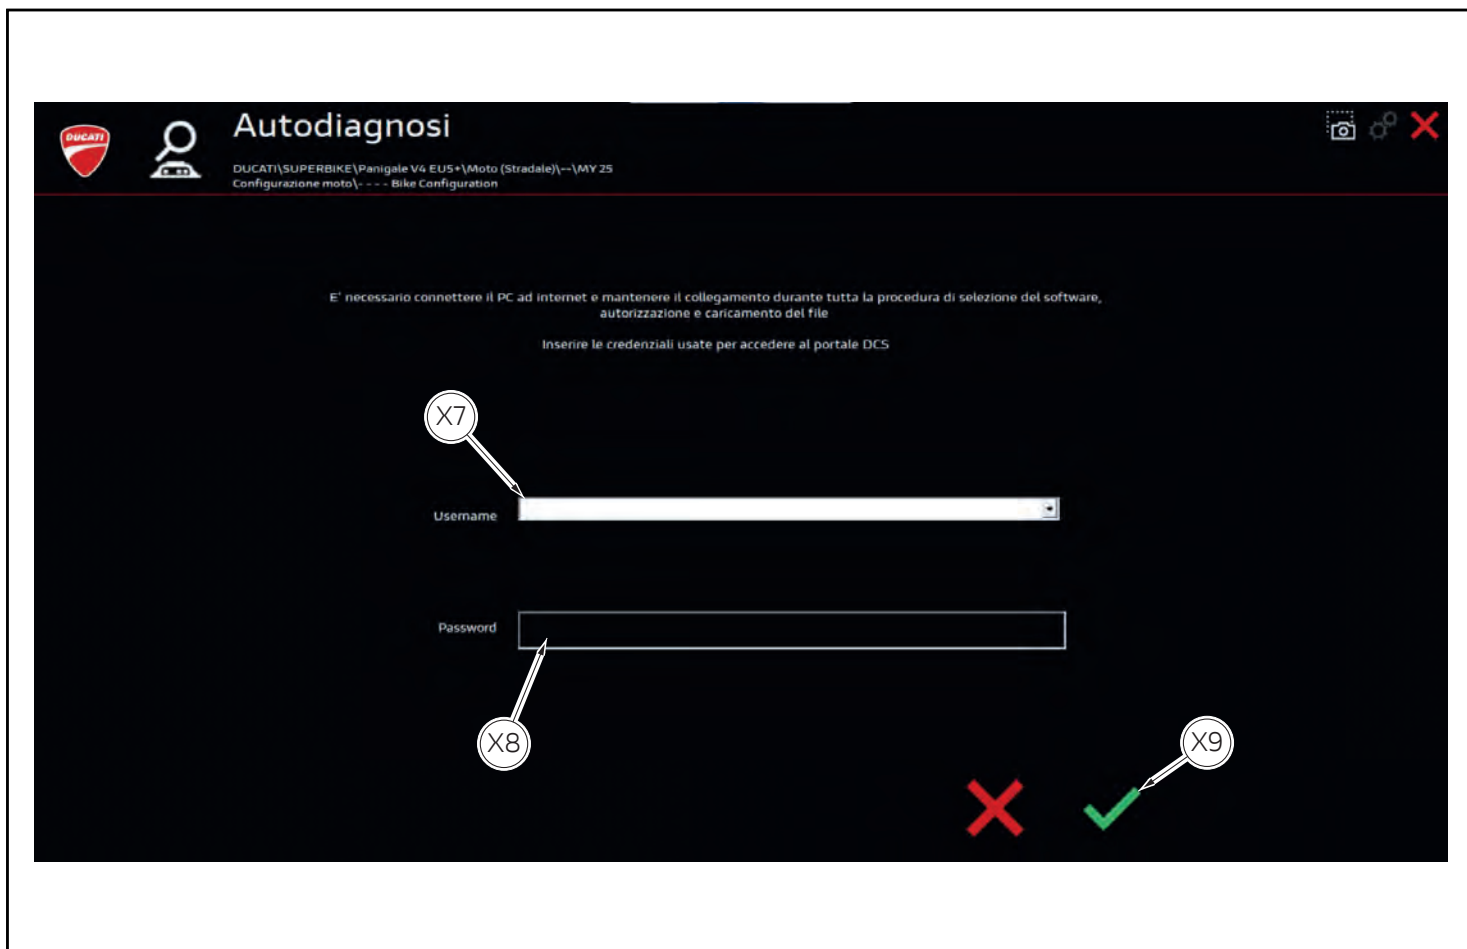 DUCATI
Autodiagnosi
DUCATI\SUPERBIKE\Panigale V4 EU5+\Moto (Stradale)\--\MY 25
Configurazione moto\- - - - Bike Configuration
E' necessario connettere il PC ad internet e mantenere il collegamento durante tutta la procedura di selezione del software,
autorizzazione e caricamento del file
Inserire le credenziali usate per accedere al portale DCS
X7
Username
Password
X8
X9